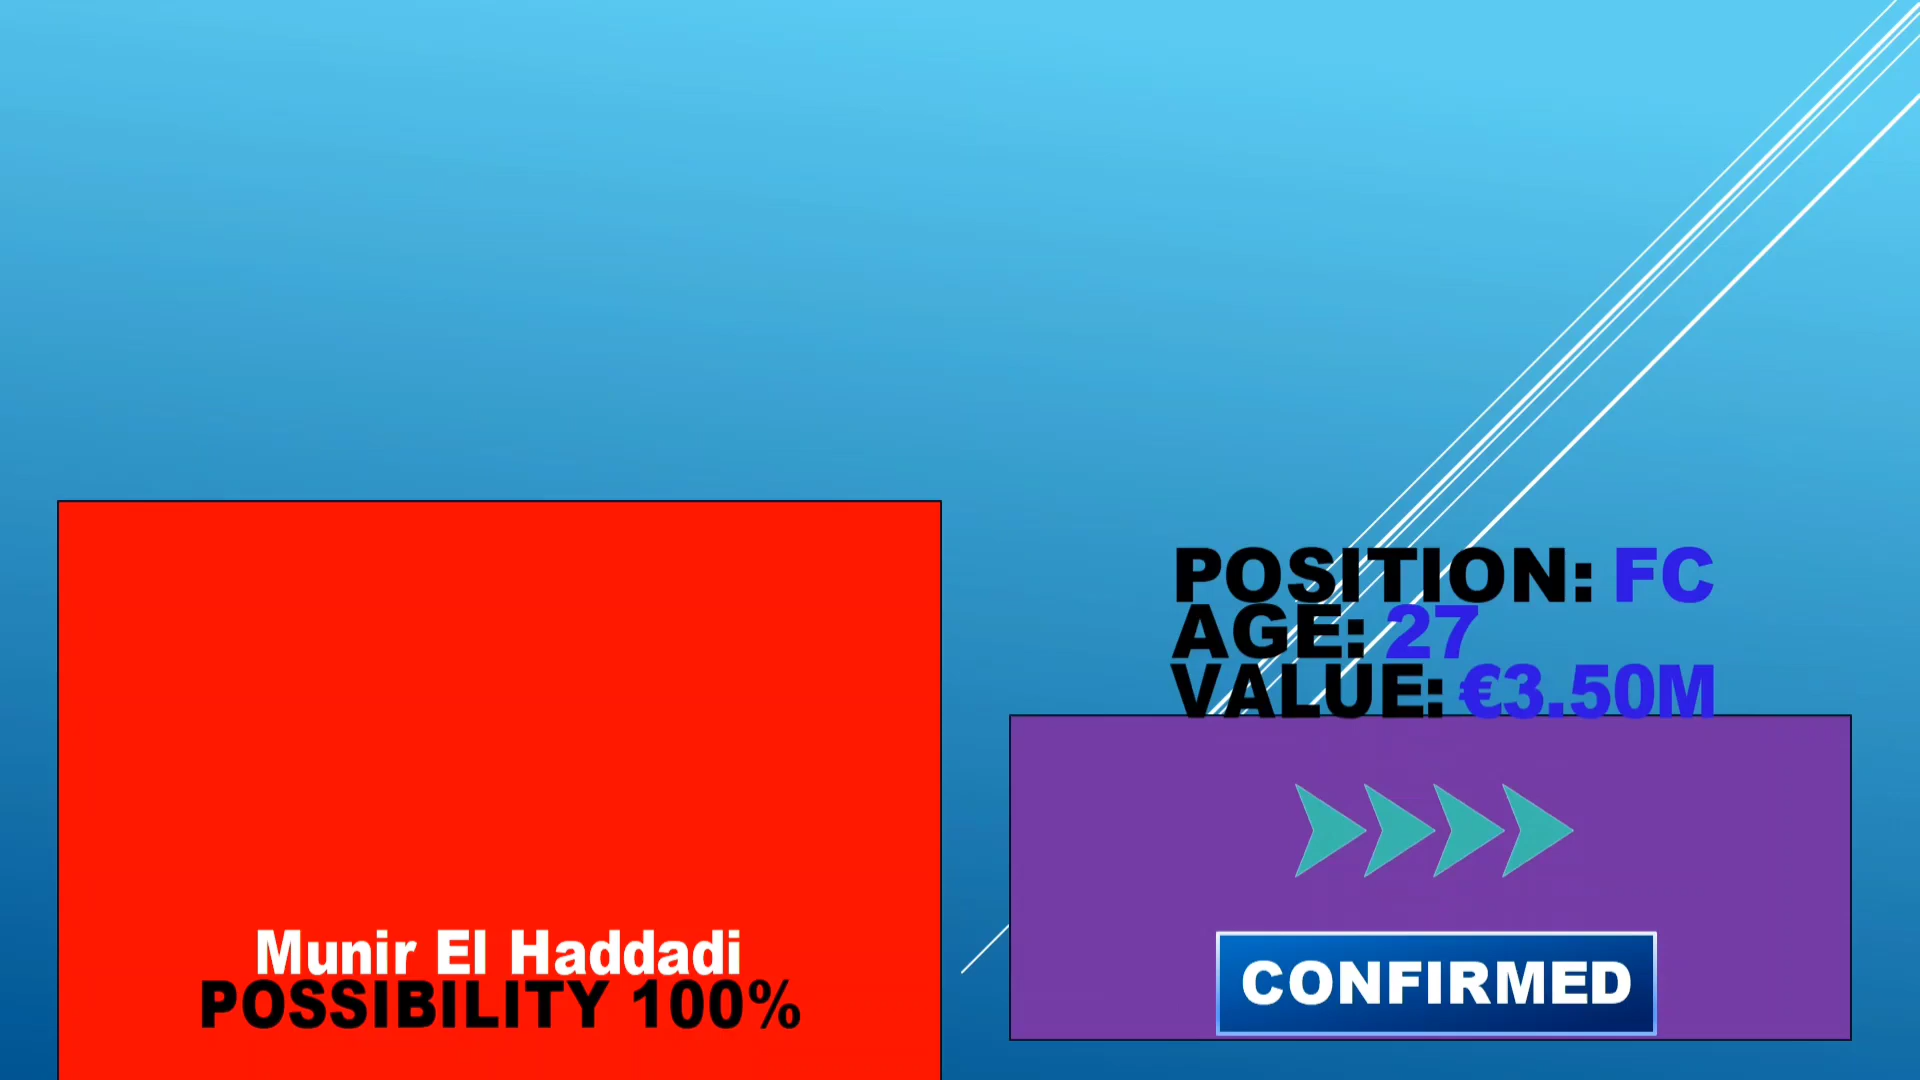 Munir El Haddadi
POSSIBILITY 100%
POSITION: FC
AGE: 27
VALUE: €3.50M
CONFIRMED